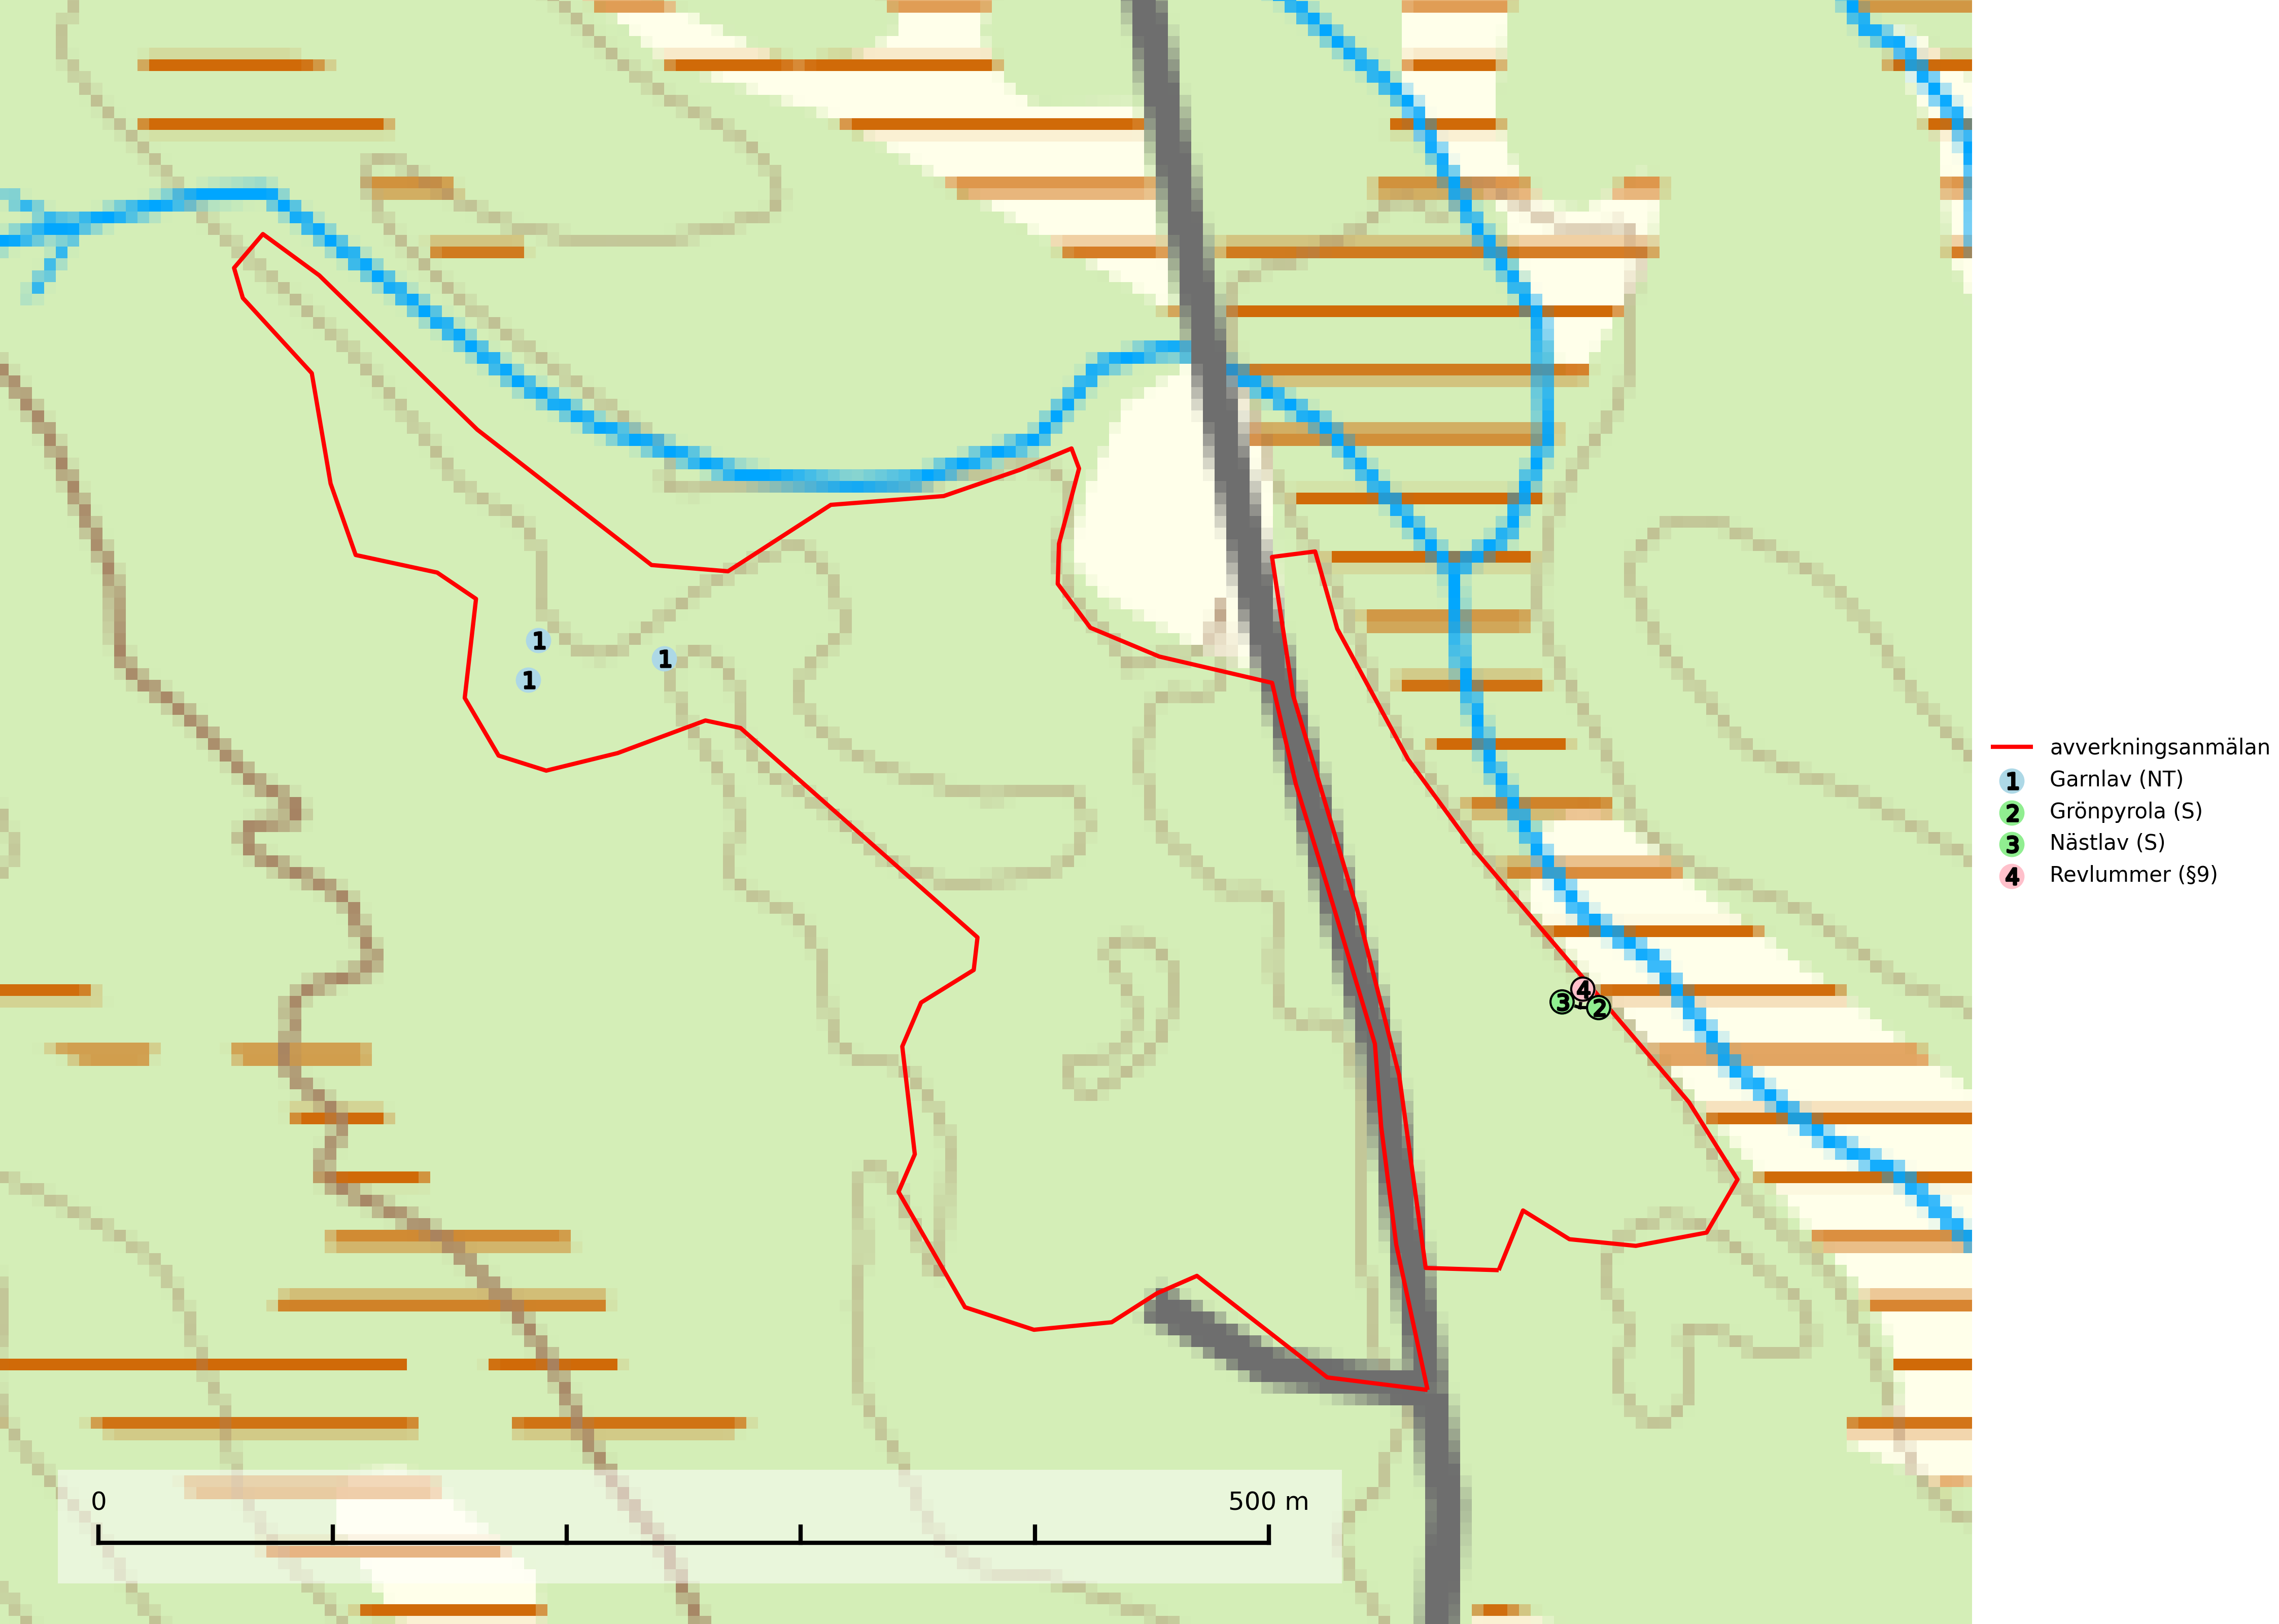 avverkningsanmälan
1 Garnlav (NT)
2 Grönpyrola (S)
3 Nästlav (S)
4 Revlummer (§9)
1
1
1
4
3
2
0
500 m